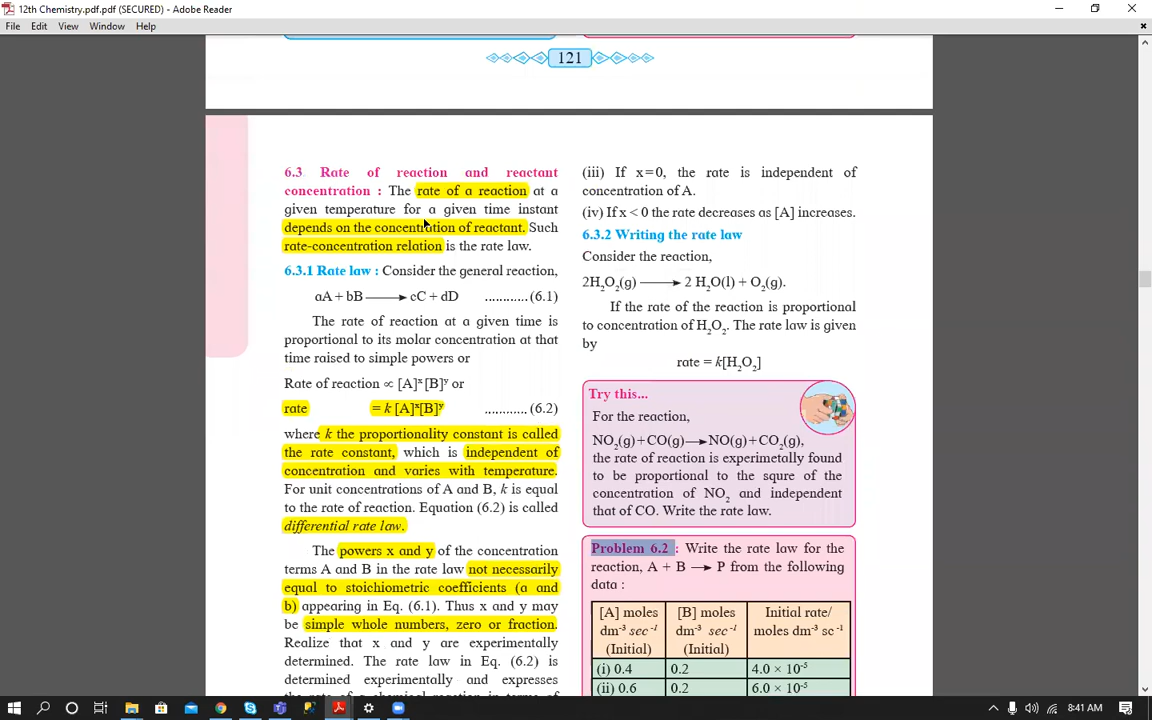 12th Chemistry.pdf.pdf (SECURED) - Adobe Reader
File Edit View Window Help
121
6.3 Rate of reaction and reactant
concentration : The rate of a reaction at a
given temperature for a given time instant
depends on the concentration of reactant. Such
rate-concentration relation is the rate law.
6.3.1 Rate law : Consider the general reaction,
aA + bB ⟶ cC + dD ............(6.1)
The rate of reaction at a given time is
proportional to its molar concentration at that
time raised to simple powers or
Rate of reaction ∝ [A]ˣ [B]ʸ or
rate = k [A]ˣ[B]ʸ ............(6.2)
where k the proportionality constant is called
the rate constant, which is independent of
concentration and varies with temperature.
For unit concentrations of A and B, k is equal
to the rate of reaction. Equation (6.2) is called
differential rate law.
The powers x and y of the concentration
terms A and B in the rate law not necessarily
equal to stoichiometric coefficients (a and
b) appearing in Eq. (6.1). Thus x and y may
be simple whole numbers, zero or fraction.
Realize that x and y are experimentally
determined. The rate law in Eq. (6.2) is
determined experimentally and expresses
the rate of a chemical reaction in terms of
(iii) If x=0, the rate is independent of
concentration of A.
(iv) If x < 0 the rate decreases as [A] increases.
6.3.2 Writing the rate law
Consider the reaction,
2H₂O₂(g) ⟶ 2 H₂O(l) + O₂(g).
If the rate of the reaction is proportional
to concentration of H₂O₂. The rate law is given
by
rate = k[H₂O₂]
Try this...
For the reaction,
NO₂(g)+CO(g)⟶NO(g)+CO₂(g),
the rate of reaction is experimetally found
to be proportional to the squre of the
concentration of NO₂ and independent
that of CO. Write the rate law.
Problem 6.2 : Write the rate law for the
reaction, A + B ⟶ P from the following
data :
[A] moles [B] moles Initial rate/
dm⁻³ sec⁻¹ dm⁻³ sec⁻¹ moles dm⁻³ sc⁻¹
(Initial) (Initial)
(i) 0.4 0.2 4.0 × 10⁻⁵
(ii) 0.6 0.2 6.0 × 10⁻⁵
8:41 AM